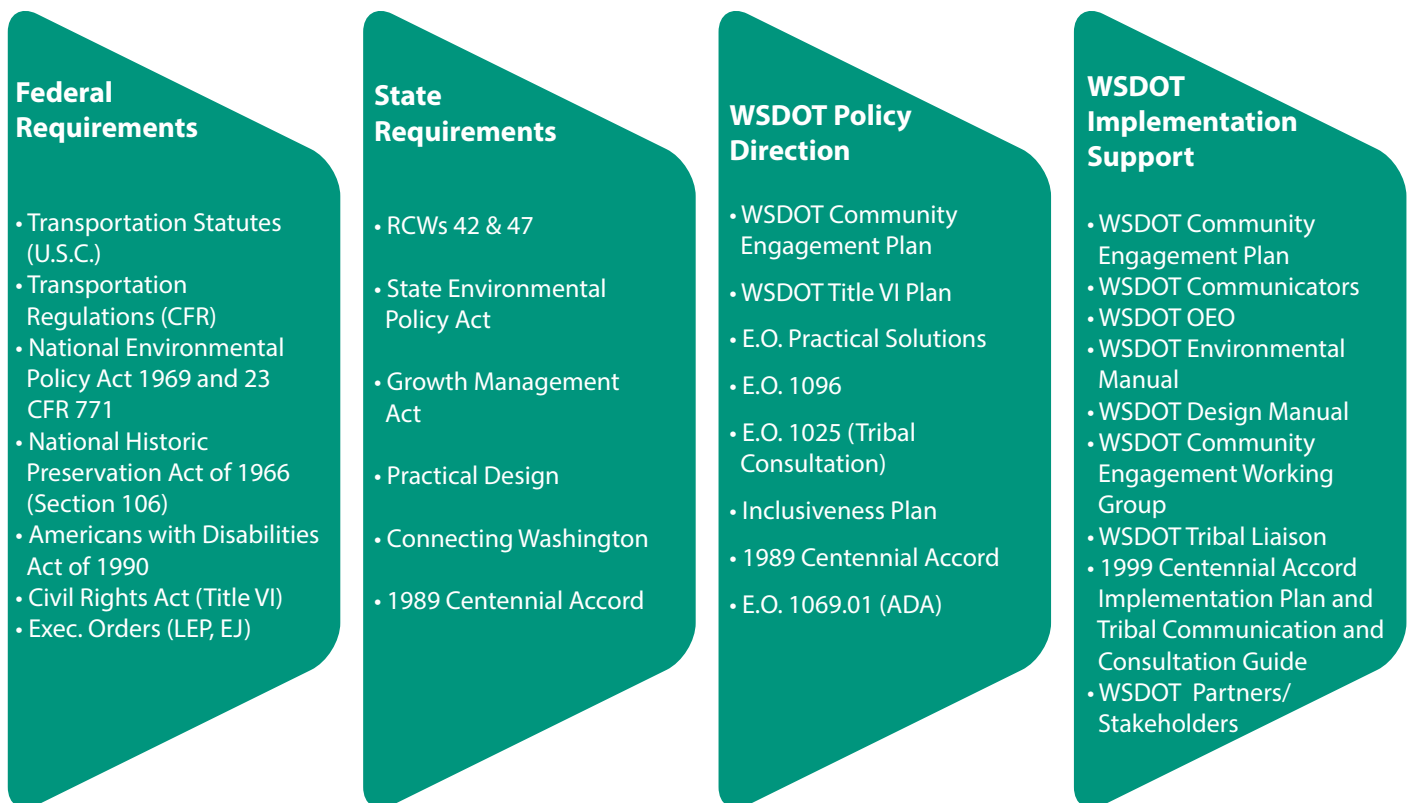 Federal
Requirements
• Transportation Statutes
(U.S.C.)
• Transportation
Regulations (CFR)
• National Environmental
Policy Act 1969 and 23
CFR 771
• National Historic
Preservation Act of 1966
(Section 106)
• Americans with Disabilities
Act of 1990
• Civil Rights Act (Title VI)
• Exec. Orders (LEP, EJ)
State
Requirements
• RCWs 42 & 47
• State Environmental
Policy Act
• Growth Management
Act
• Practical Design
• Connecting Washington
• 1989 Centennial Accord
WSDOT Policy
Direction
• WSDOT Community
Engagement Plan
• WSDOT Title VI Plan
• E.O. Practical Solutions
• E.O. 1096
• E.O. 1025 (Tribal
Consultation)
• Inclusiveness Plan
• 1989 Centennial Accord
• E.O. 1069.01 (ADA)
WSDOT
Implementation
Support
• WSDOT Community
Engagement Plan
• WSDOT Communicators
• WSDOT OEO
• WSDOT Environmental
Manual
• WSDOT Design Manual
• WSDOT Community
Engagement Working
Group
• WSDOT Tribal Liaison
• 1999 Centennial Accord
Implementation Plan and
Tribal Communication and
Consultation Guide
• WSDOT Partners/
Stakeholders